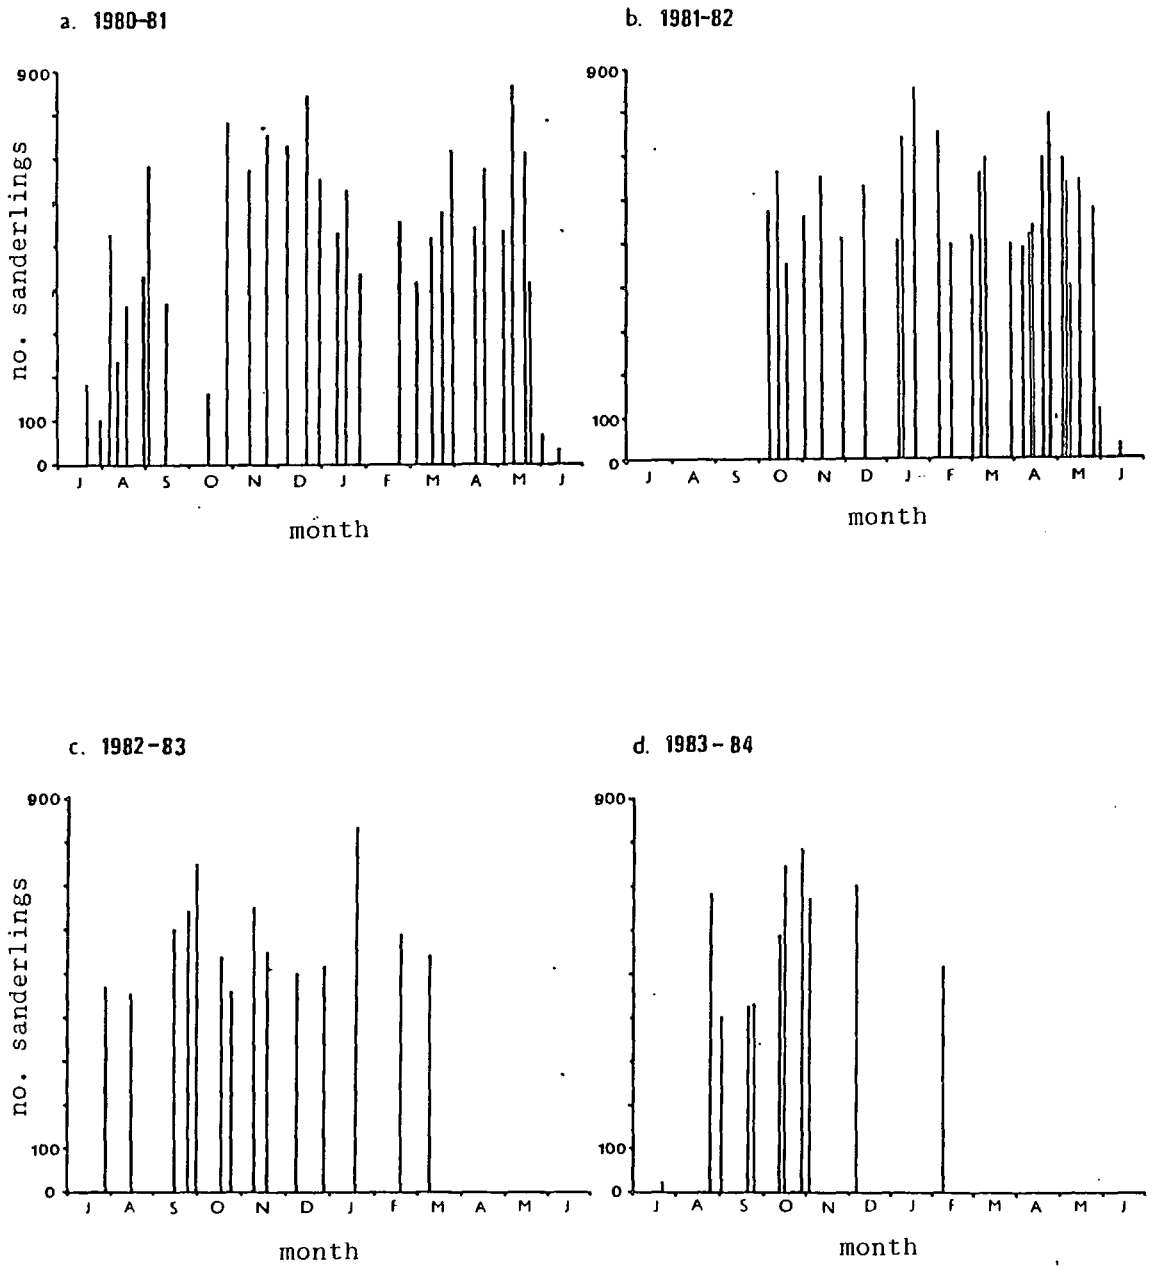 a. 1980-81
900
no. sanderlings
100
0
J A S O N D J F M A M J
month
b. 1981-82
900
100
0
J A S O N D J F M A M J
month
c. 1982-83
900
no. sanderlings
100
0
J A S O N D J F M A M J
month
d. 1983-84
900
100
0
J A S O N D J F M A M J
month